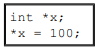 int *x;
*x = 100;